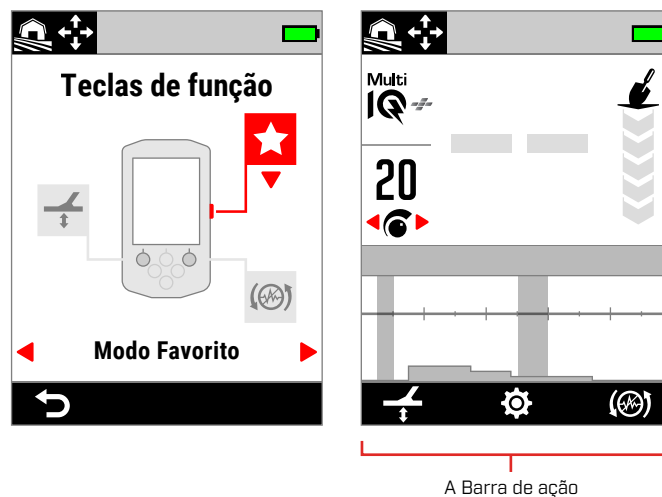 Teclas de função
Modo Favorito
Multi
IQ
20
A Barra de ação